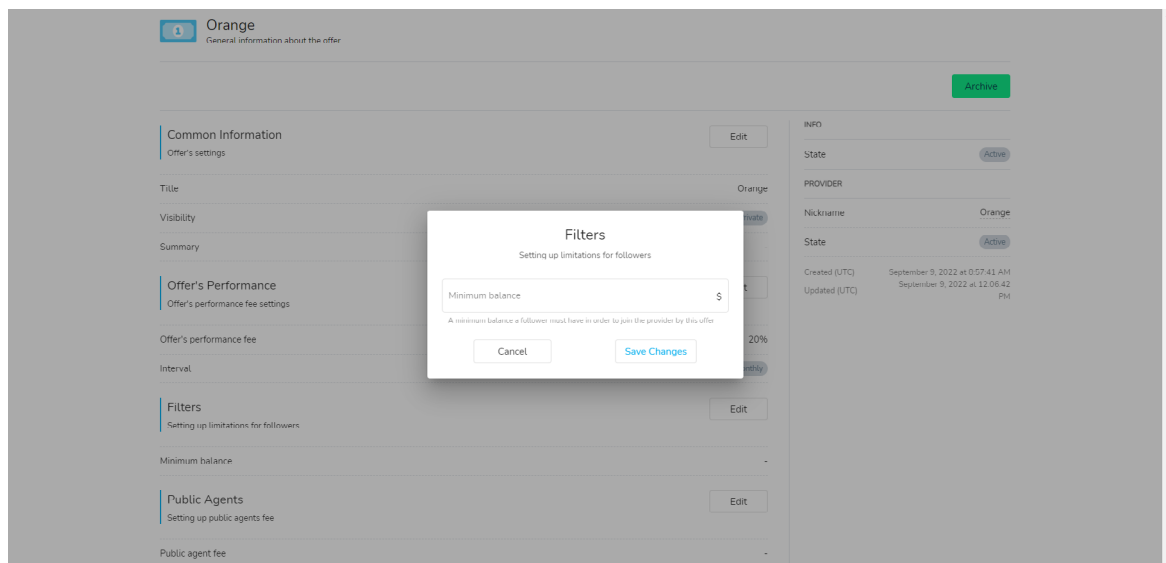 1
Orange
General information about the offer
Archive
Common Information
Offer's settings
Edit
Title
Orange
Visibility
Summary
Offer's Performance
Offer's performance fee settings
Offer's performance fee
20%
Interval
Filters
Setting up limitations for followers
Edit
Minimum balance
-
Public Agents
Setting up public agents fee
Edit
Public agent fee
-
Filters
Setting up limitations for followers
Minimum balance
$
A minimum balance a follower must have in order to join the provider by this offer
Cancel
Save Changes
INFO
State
Active
PROVIDER
Nickname
Orange
State
Active
Created (UTC)
September 9, 2022 at 0:57:41 AM
Updated (UTC)
September 9, 2022 at 12:06:42
PM